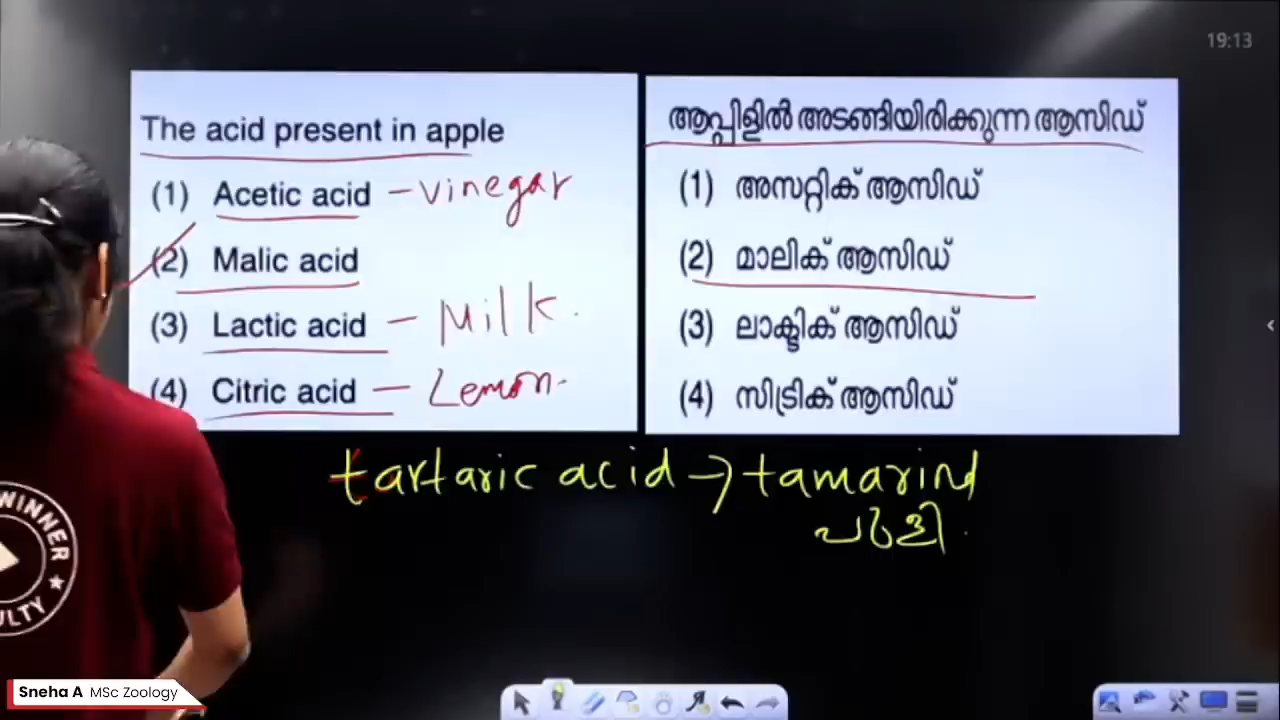 19:13
The acid present in apple
(1) Acetic acid – vinegar
(2) Malic acid
(3) Lactic acid – Milk.
(4) Citric acid – Lemon.
ആപ്പിളിൽ അടങ്ങിയിരിക്കുന്ന ആസിഡ്
(1) അസറ്റിക് ആസിഡ്
(2) മാലിക് ആസിഡ്
(3) ലാക്ടിക് ആസിഡ്
(4) സിട്രിക് ആസിഡ്
tartaric acid → tamarind
പുളി.
WINNER
Sneha A MSc Zoology